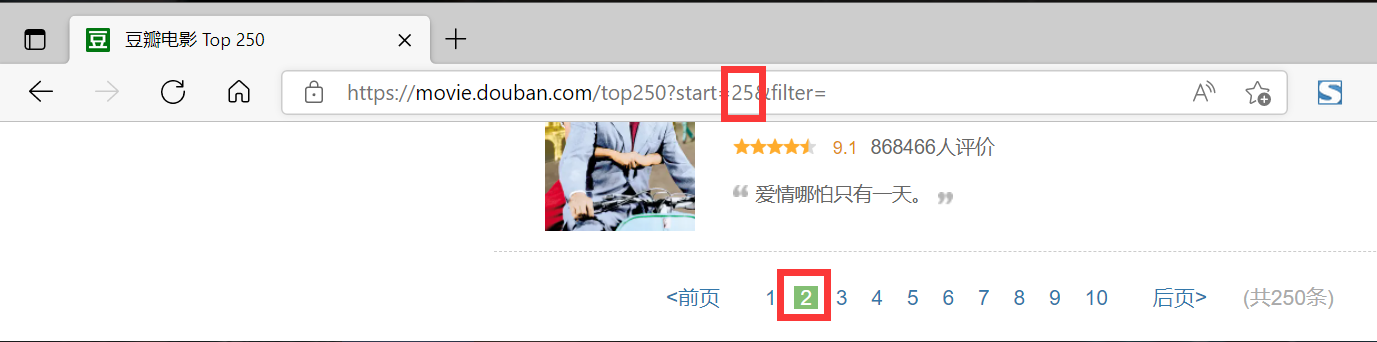 豆 豆瓣电影 Top 250
https://movie.douban.com/top250?start=25&filter=
9.1 868466人评价
❝ 爱情哪怕只有一天。 ❞
<前页 1 2 3 4 5 6 7 8 9 10 后页> (共250条)